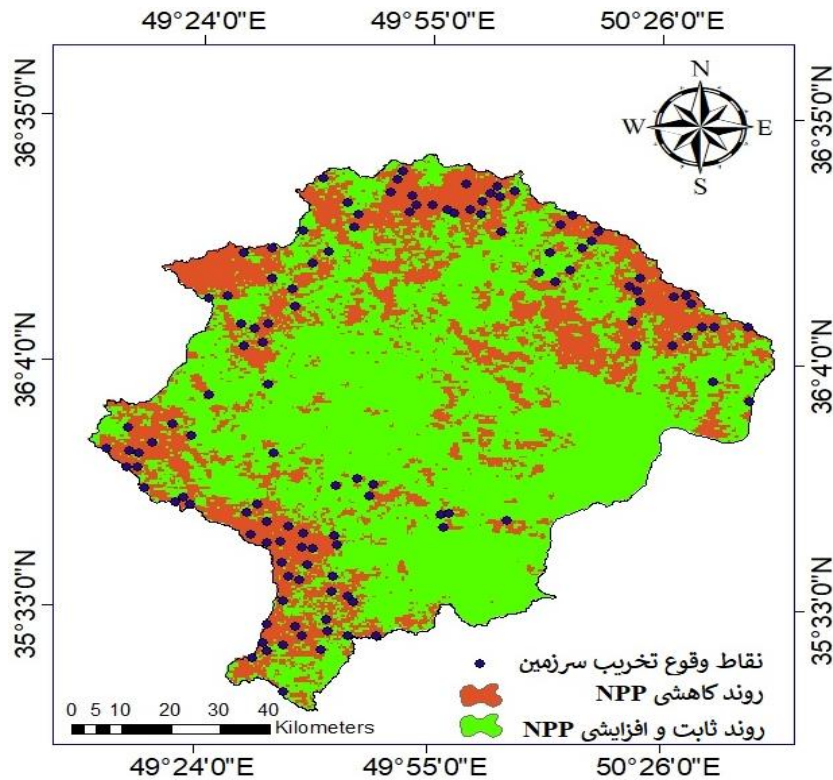 49°24'0"E 49°55'0"E 50°26'0"E
36°35'0"N
36°35'0"N
N
W
E
S
36°4'0"N
36°4'0"N
35°33'0"N
35°33'0"N
نقاط وقوع تخریب سرزمین
روند کاهشی NPP
روند ثابت و افزایشی NPP
0 5 10 20 30 40
Kilometers
49°24'0"E 49°55'0"E 50°26'0"E